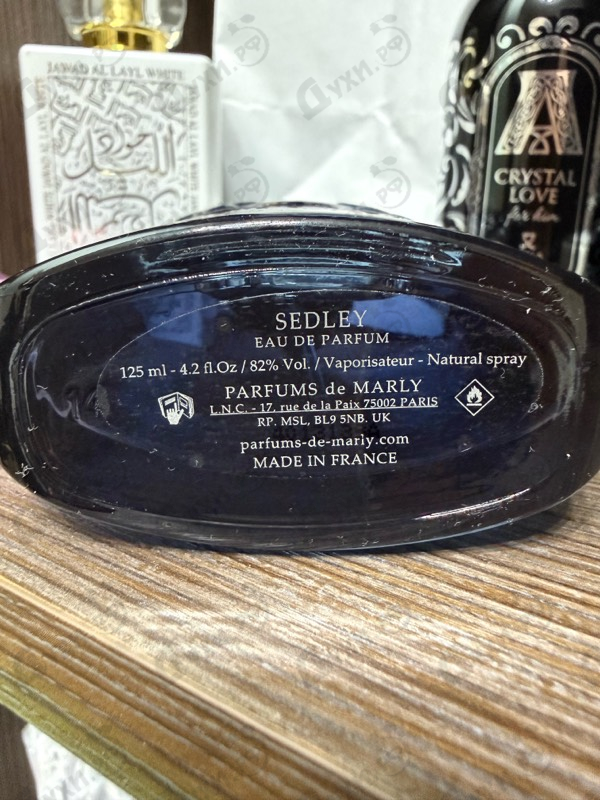 Духи.РФ
Духи.РФ
JAWAD AL LAYL WHITE
CRYSTAL
LOVE
for him
&
SEDLEY
EAU DE PARFUM
125 ml - 4.2 fl.Oz / 82% Vol. / Vaporisateur - Natural spray
PARFUMS de MARLY
L.N.C. - 17, rue de la Paix 75002 PARIS
RP. MSL, BL9 5NB. UK
parfums-de-marly.com
MADE IN FRANCE